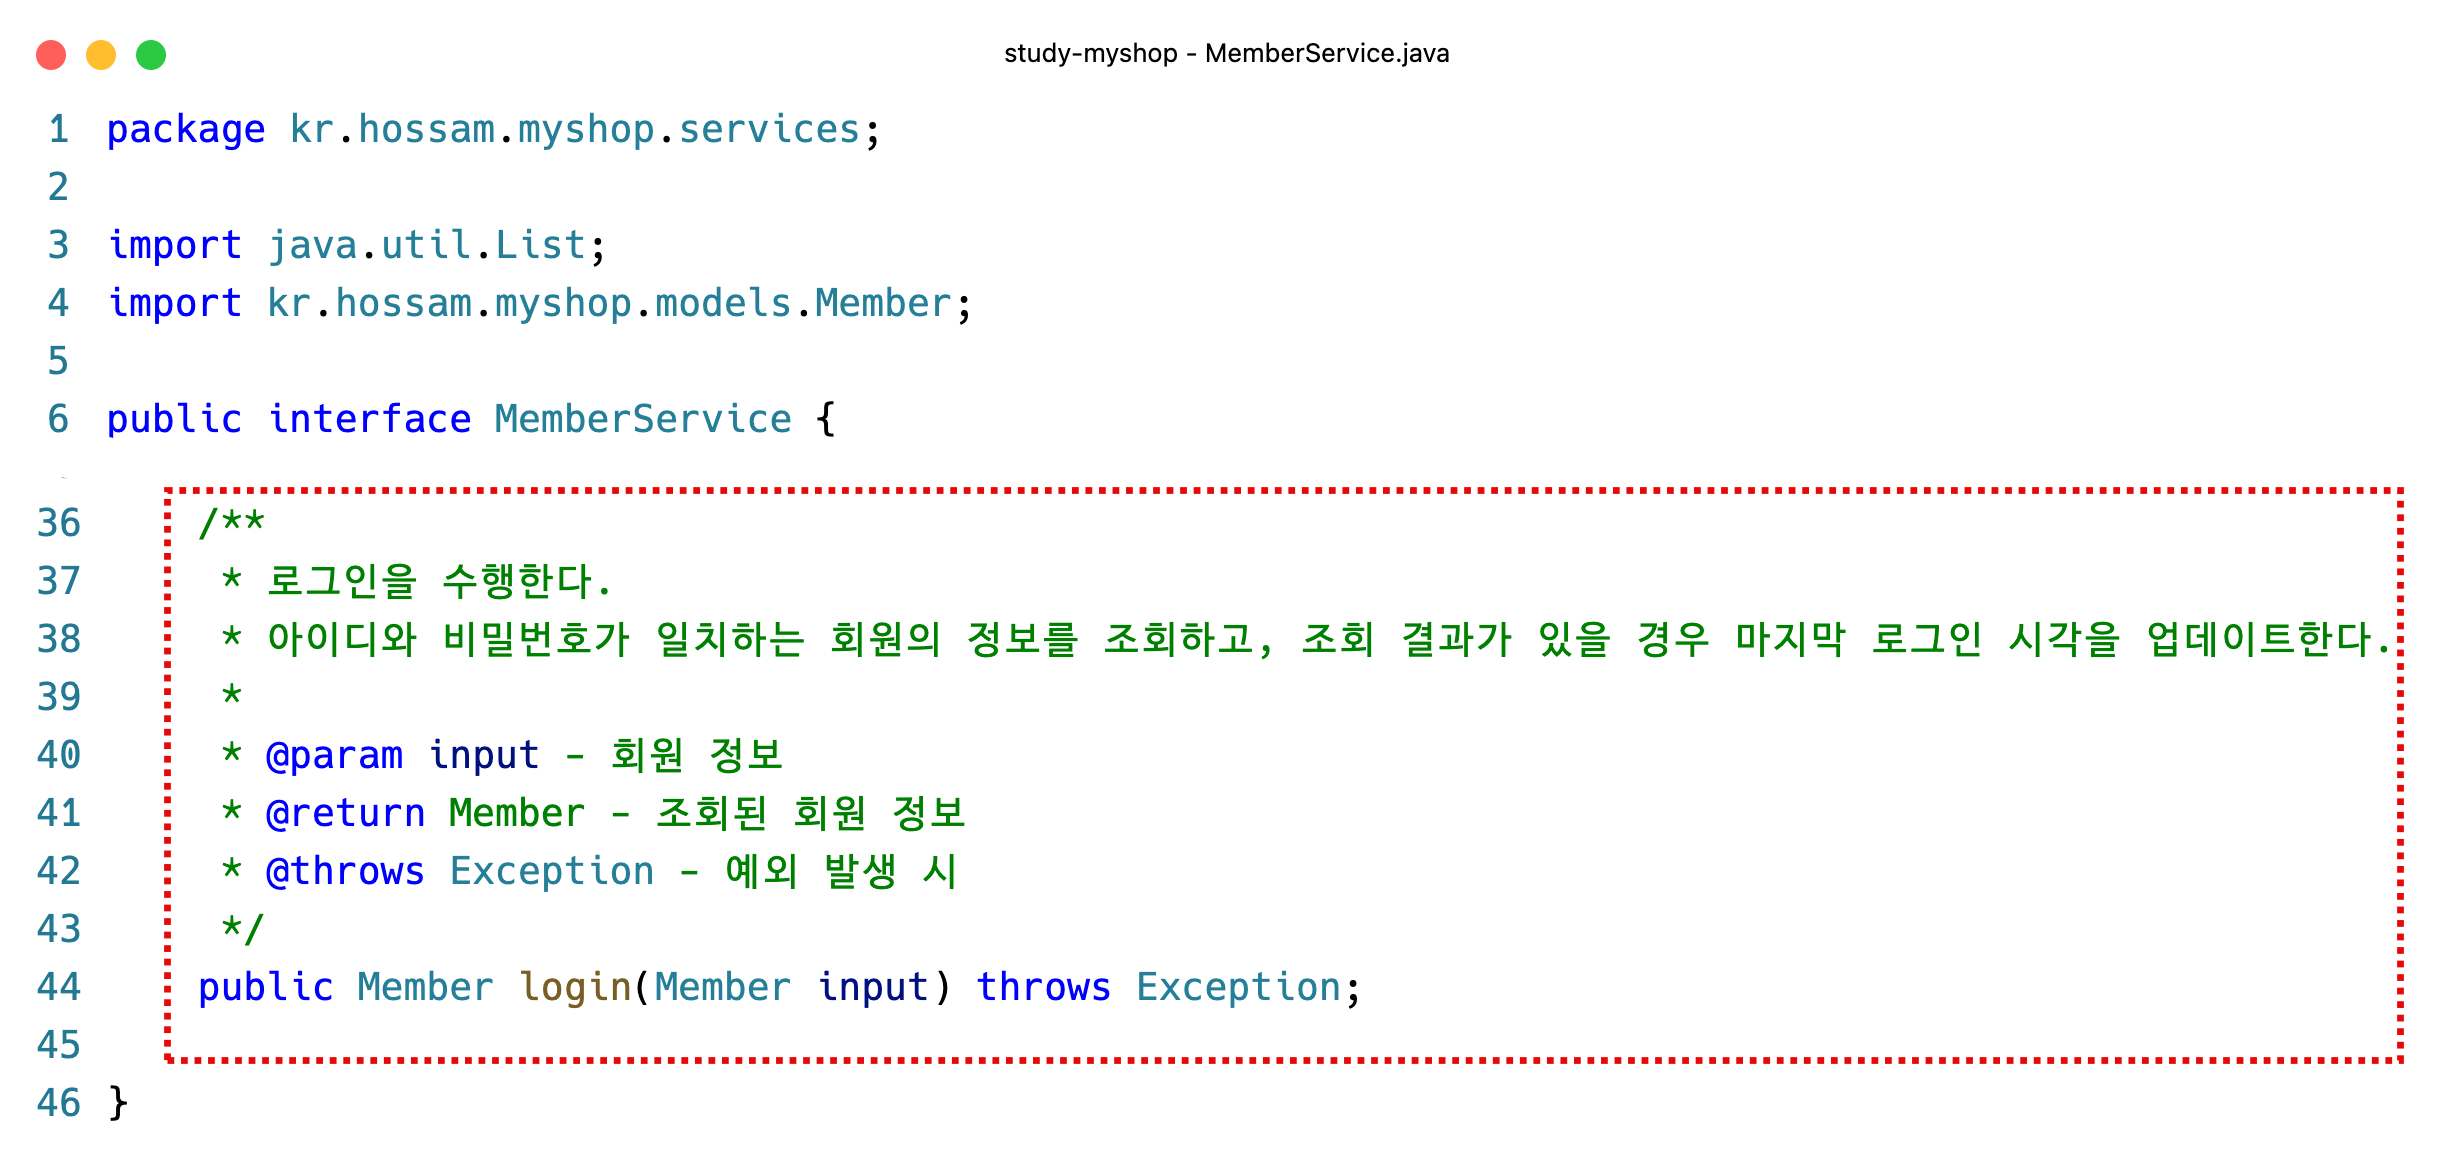 study-myshop - MemberService.java
1 package kr.hossam.myshop.services;
2
3 import java.util.List;
4 import kr.hossam.myshop.models.Member;
5
6 public interface MemberService {
36 /**
37 * 로그인을 수행한다.
38 * 아이디와 비밀번호가 일치하는 회원의 정보를 조회하고, 조회 결과가 있을 경우 마지막 로그인 시각을 업데이트한다.
39 *
40 * @param input - 회원 정보
41 * @return Member - 조회된 회원 정보
42 * @throws Exception - 예외 발생 시
43 */
44 public Member login(Member input) throws Exception;
45
46 }